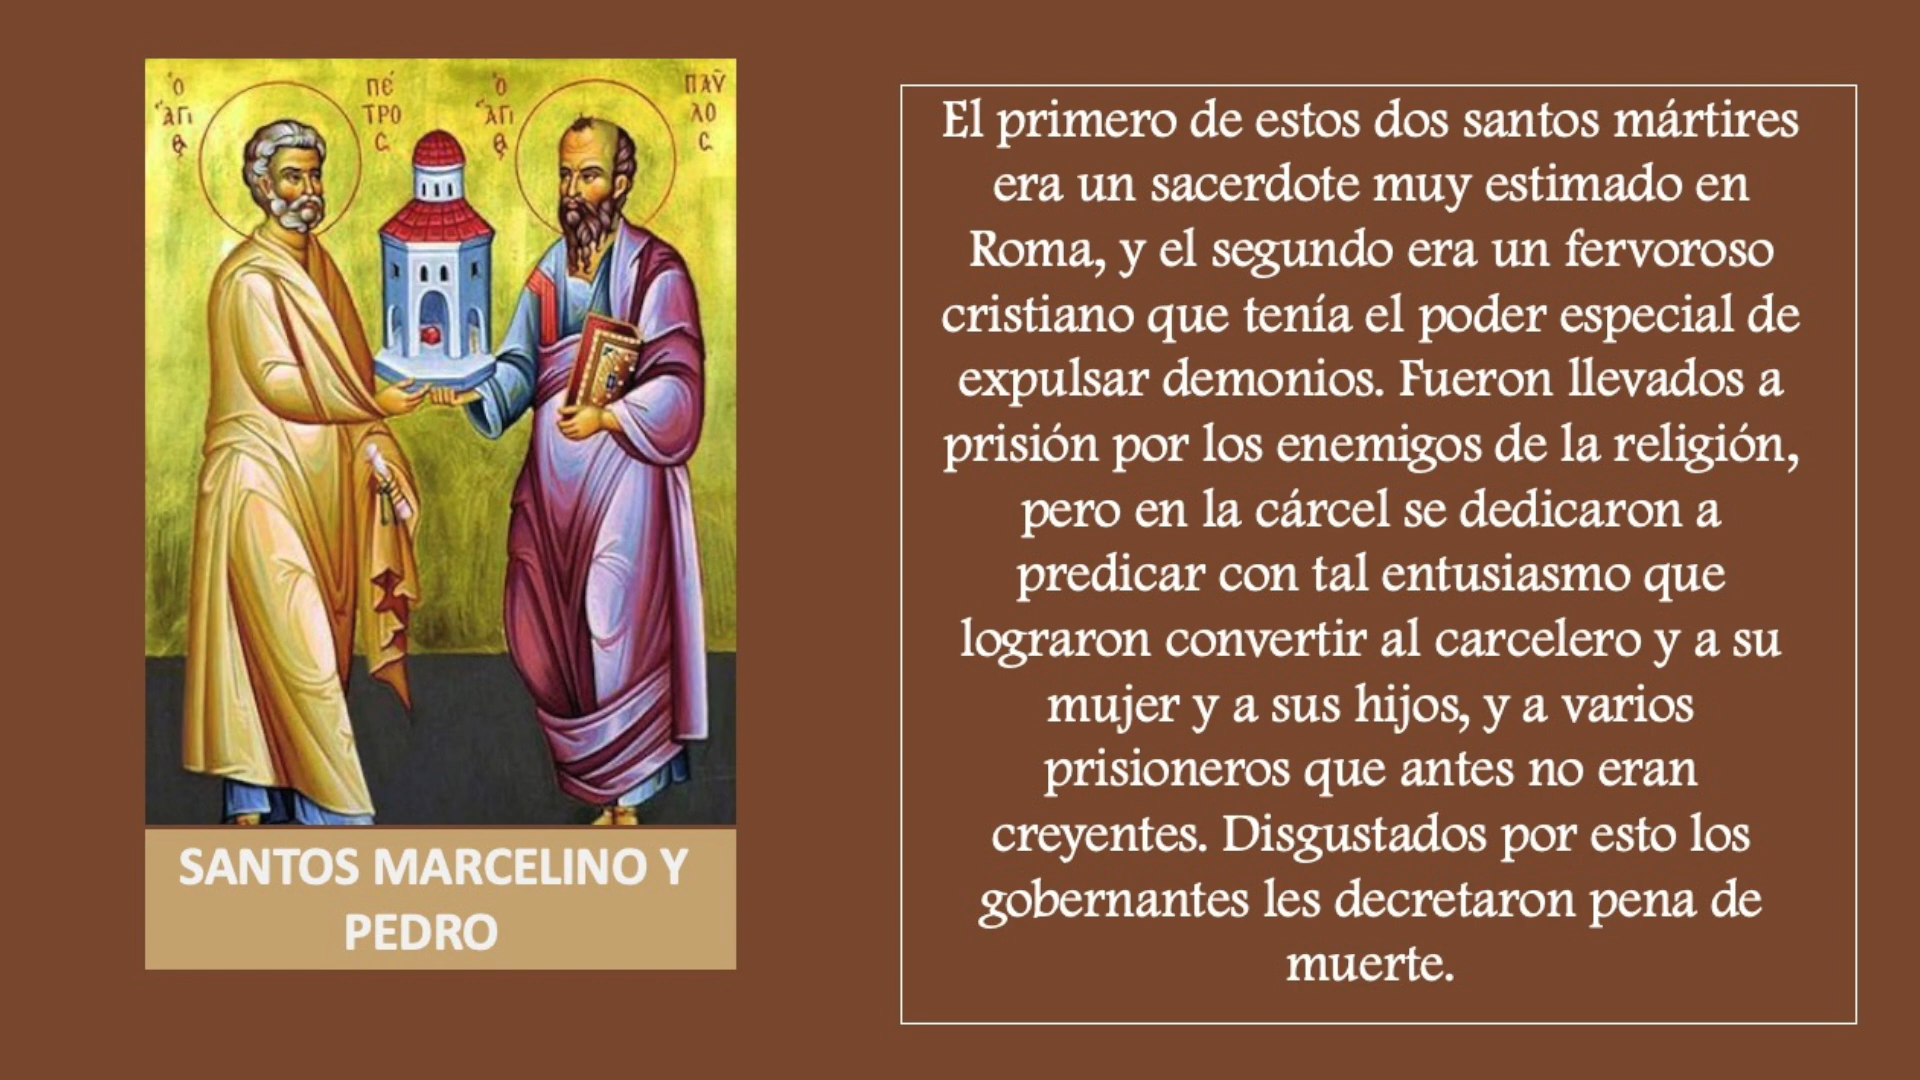 Ὁ ἍΓΙΟΣ ΠΈΤΡΟС
Ὁ ἍΓΙΟΣ ΠΑῦΛΟС
SANTOS MARCELINO Y
PEDRO
El primero de estos dos santos mártires
era un sacerdote muy estimado en
Roma, y el segundo era un fervoroso
cristiano que tenía el poder especial de
expulsar demonios. Fueron llevados a
prisión por los enemigos de la religión,
pero en la cárcel se dedicaron a
predicar con tal entusiasmo que
lograron convertir al carcelero y a su
mujer y a sus hijos, y a varios
prisioneros que antes no eran
creyentes. Disgustados por esto los
gobernantes les decretaron pena de
muerte.